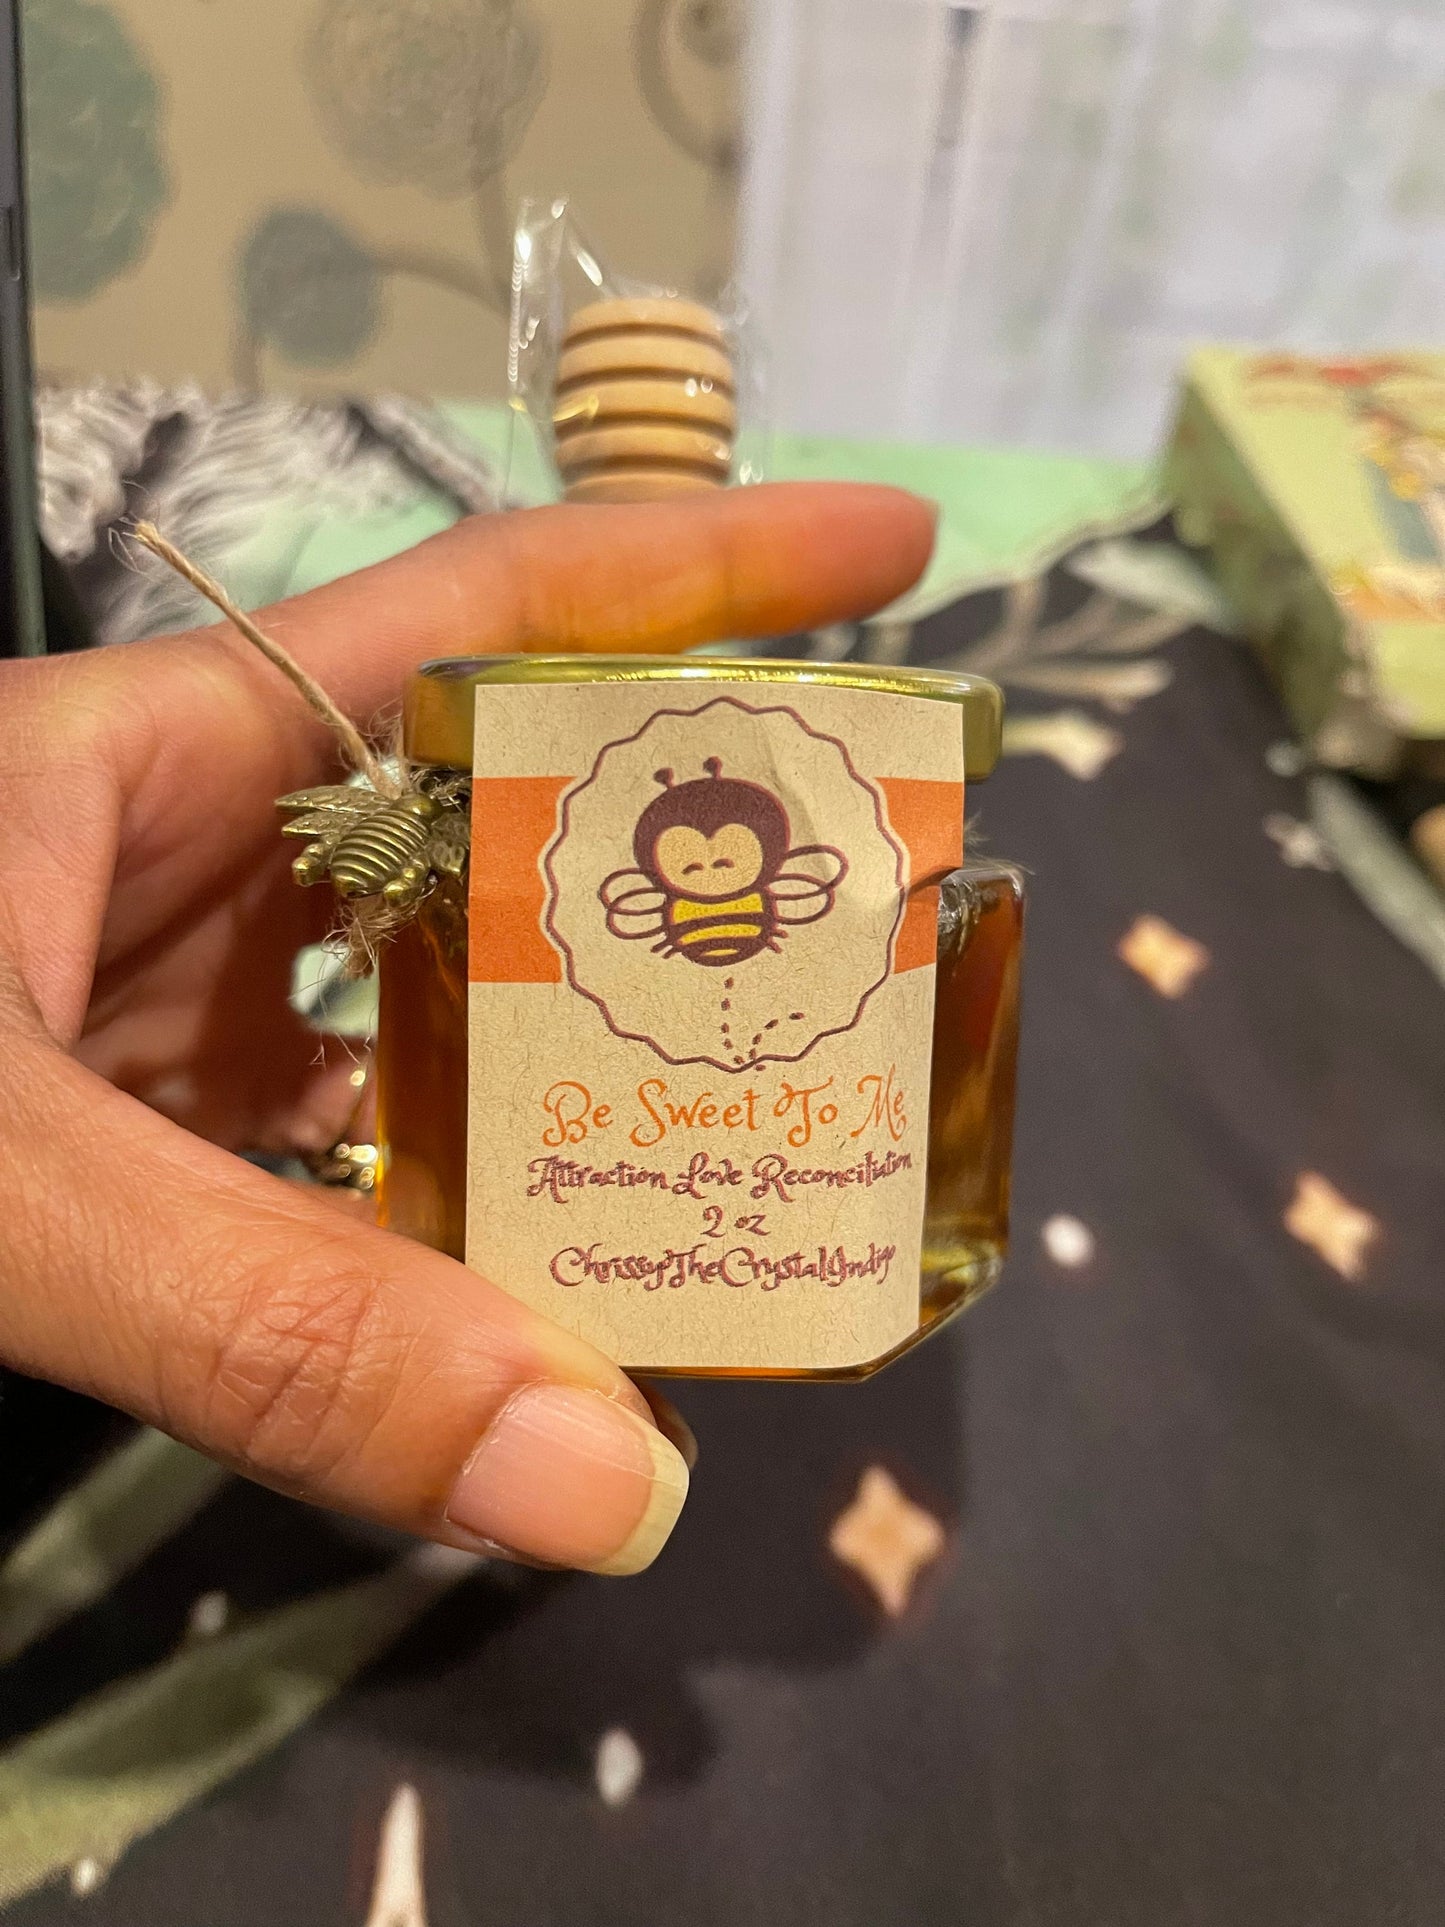 Be Sweet To Me
Attraction Love Reconciliation
2 oz
ChrissyTheCrystalIndigo